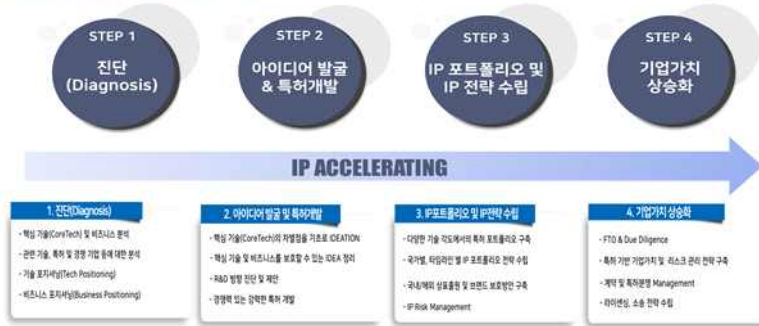 STEP 1
진단
(Diagnosis)
STEP 2
아이디어 발굴
& 특허개발
STEP 3
IP 포트폴리오 및
IP 전략 수립
STEP 4
기업가치
상승화
IP ACCELERATING
1. 진단(Diagnosis)
- 핵심 기술(CoreTech) 및 비즈니스 분석
- 관련 기술, 특허 및 경쟁 기업 등에 대한 분석
- 기술 포지셔닝(Tech Positioning)
- 비즈니스 포지셔닝(Business Positioning)
2. 아이디어 발굴 및 특허개발
- 핵심 기술(CoreTech)의 차별점을 기초로 IDEATION
- 핵심 기술 및 비즈니스를 보호할 수 있는 IDEA 정리
- R&D 방향 진단 및 제안
- 경쟁력 있는 강력한 특허 개발
3. IP포트폴리오 및 IP전략 수립
- 다양한 기술 각도에서의 특허 포트폴리오 구축
- 국가별, 타임라인 별 IP 포트폴리오 전략 수립
- 국내/해외 상표출원 및 브랜드 보호방안 구축
- IP Risk Management
4. 기업가치 상승화
- FTO & Due Diligence
- 특허 기반 기업가치 및 리스크 관리 전략 구축
- 계약 및 특허분쟁 Management
- 라이센싱, 소송 전략 수립